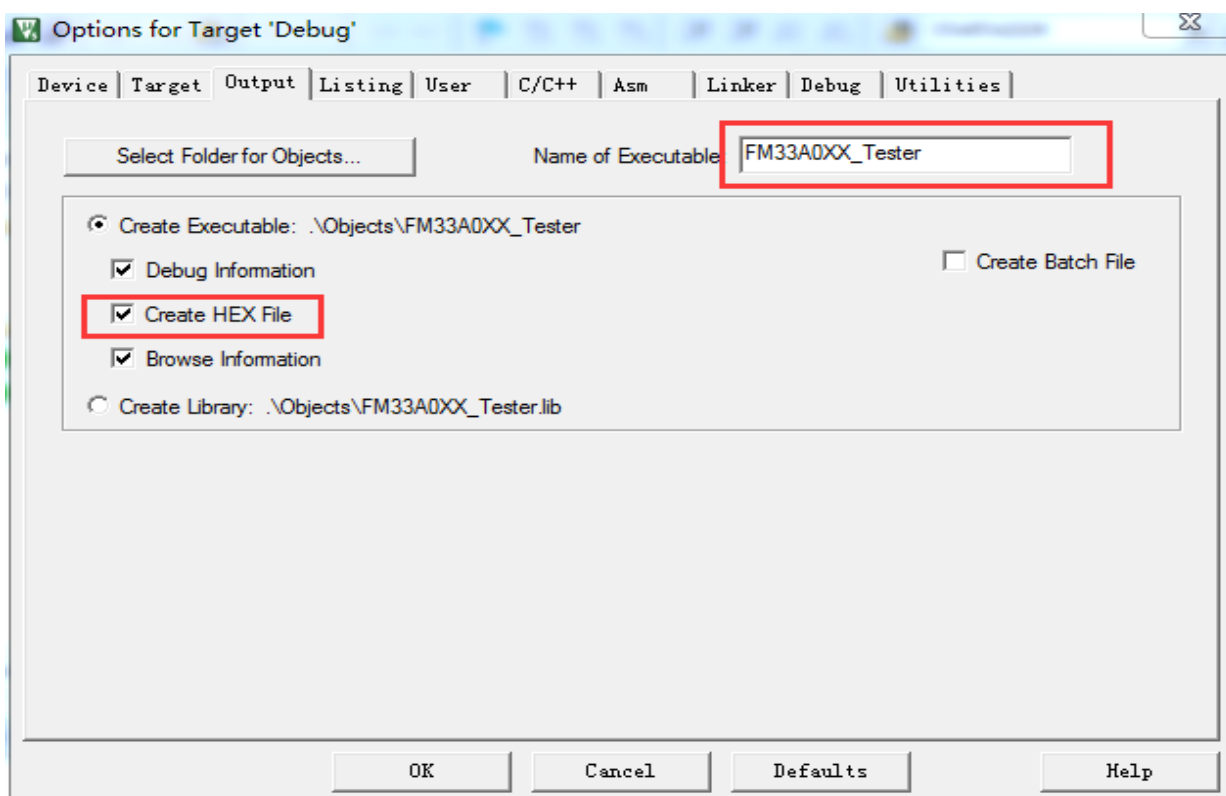 Options for Target 'Debug'
Device Target Output Listing User C/C++ Asm Linker Debug Utilities
Select Folder for Objects... Name of Executable FM33A0XX_Tester
Create Executable: .\Objects\FM33A0XX_Tester
Debug Information Create Batch File
Create HEX File
Browse Information
Create Library: .\Objects\FM33A0XX_Tester.lib
OK Cancel Defaults Help